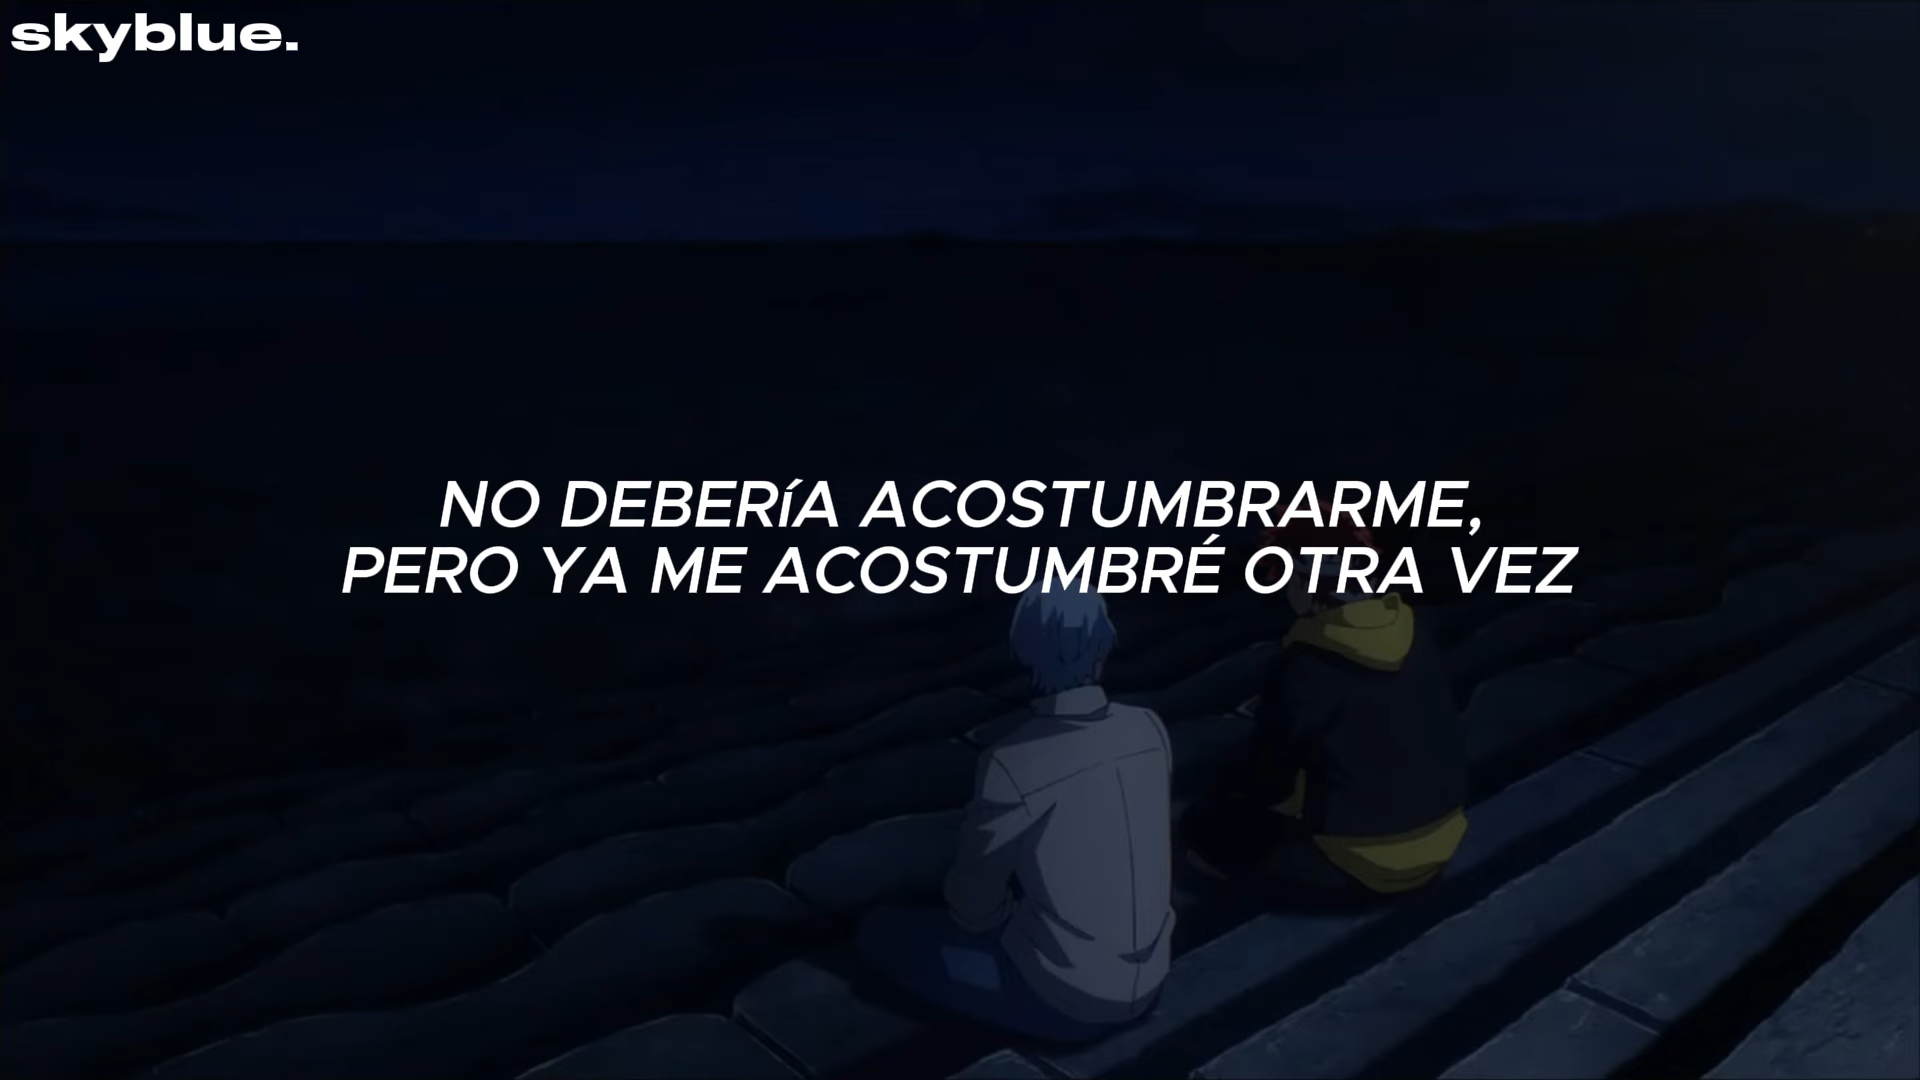 skyblue.
NO DEBERíA ACOSTUMBRARME,
PERO YA ME ACOSTUMBRÉ OTRA VEZ